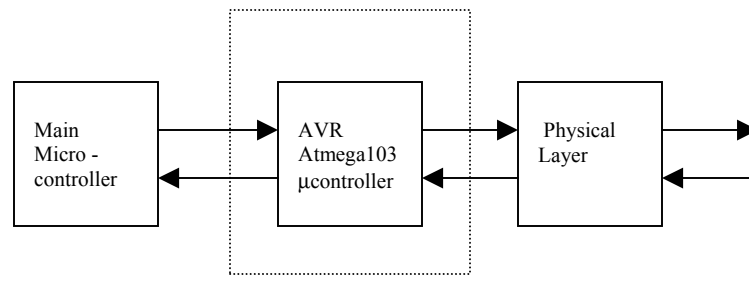 Main
Micro -
controller
AVR
Atmega103
μcontroller
Physical
Layer